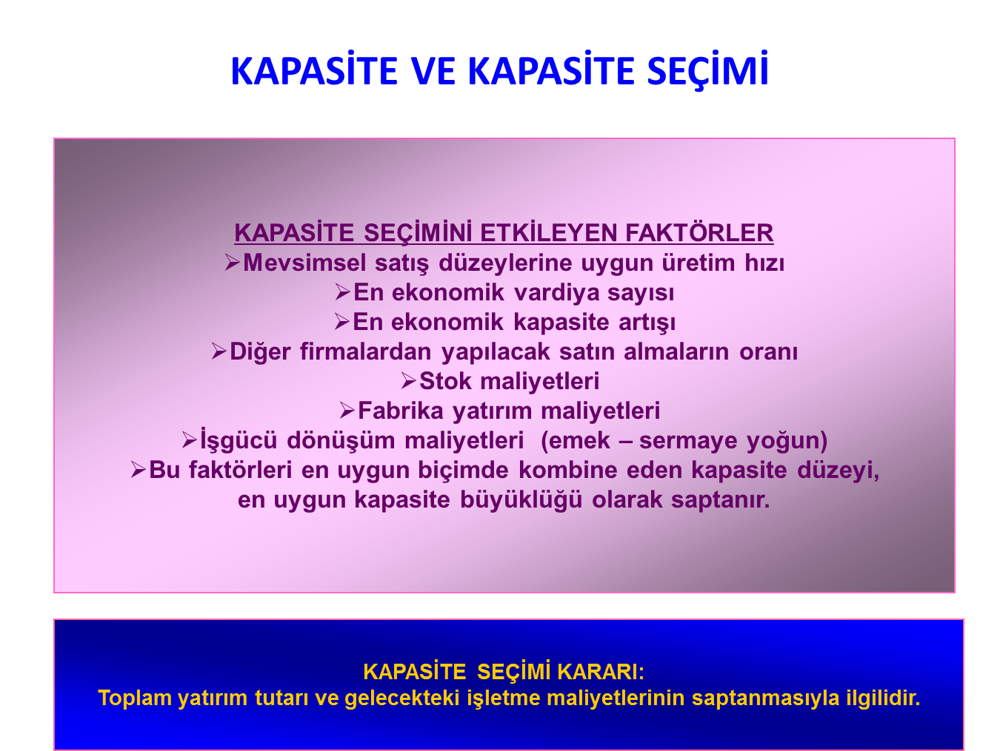 KAPASİTE VE KAPASİTE SEÇİMİ
KAPASİTE SEÇİMİNİ ETKİLEYEN FAKTÖRLER
➢Mevsimsel satış düzeylerine uygun üretim hızı
➢En ekonomik vardiya sayısı
➢En ekonomik kapasite artışı
➢Diğer firmalardan yapılacak satın almaların oranı
➢Stok maliyetleri
➢Fabrika yatırım maliyetleri
➢İşgücü dönüşüm maliyetleri (emek – sermaye yoğun)
➢Bu faktörleri en uygun biçimde kombine eden kapasite düzeyi,
en uygun kapasite büyüklüğü olarak saptanır.
KAPASİTE SEÇİMİ KARARI:
Toplam yatırım tutarı ve gelecekteki işletme maliyetlerinin saptanmasıyla ilgilidir.